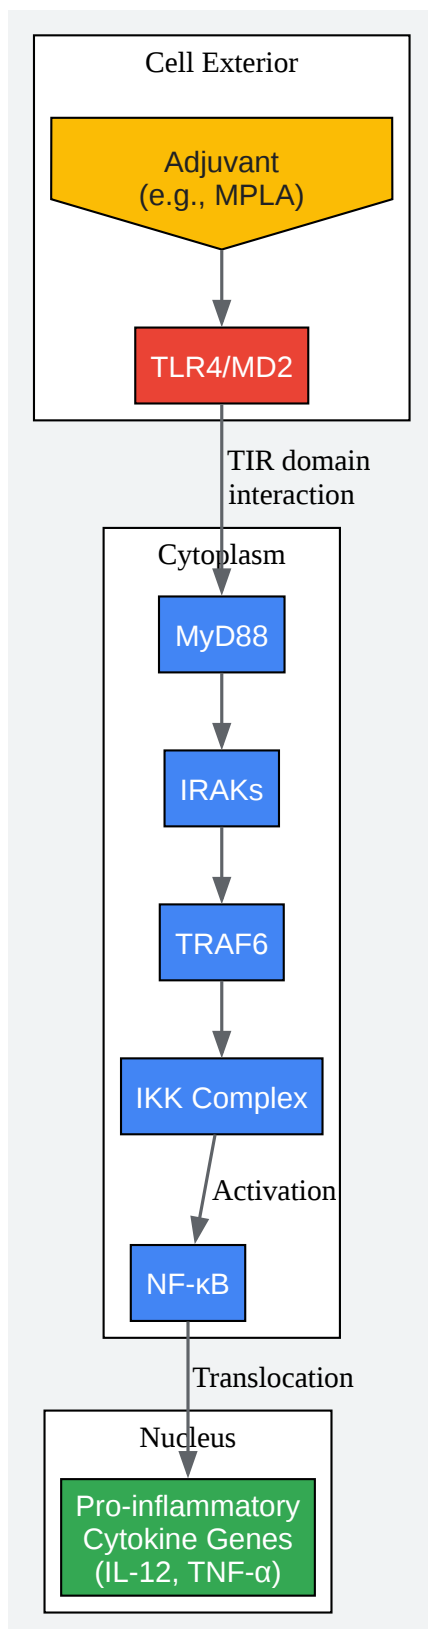 Cell Exterior
Adjuvant
(e.g., MPLA)
TLR4/MD2
TIR domain
interaction
Cytoplasm
MyD88
IRAKs
TRAF6
IKK Complex
Activation
NF-κB
Translocation
Nucleus
Pro-inflammatory
Cytokine Genes
(IL-12, TNF-α)